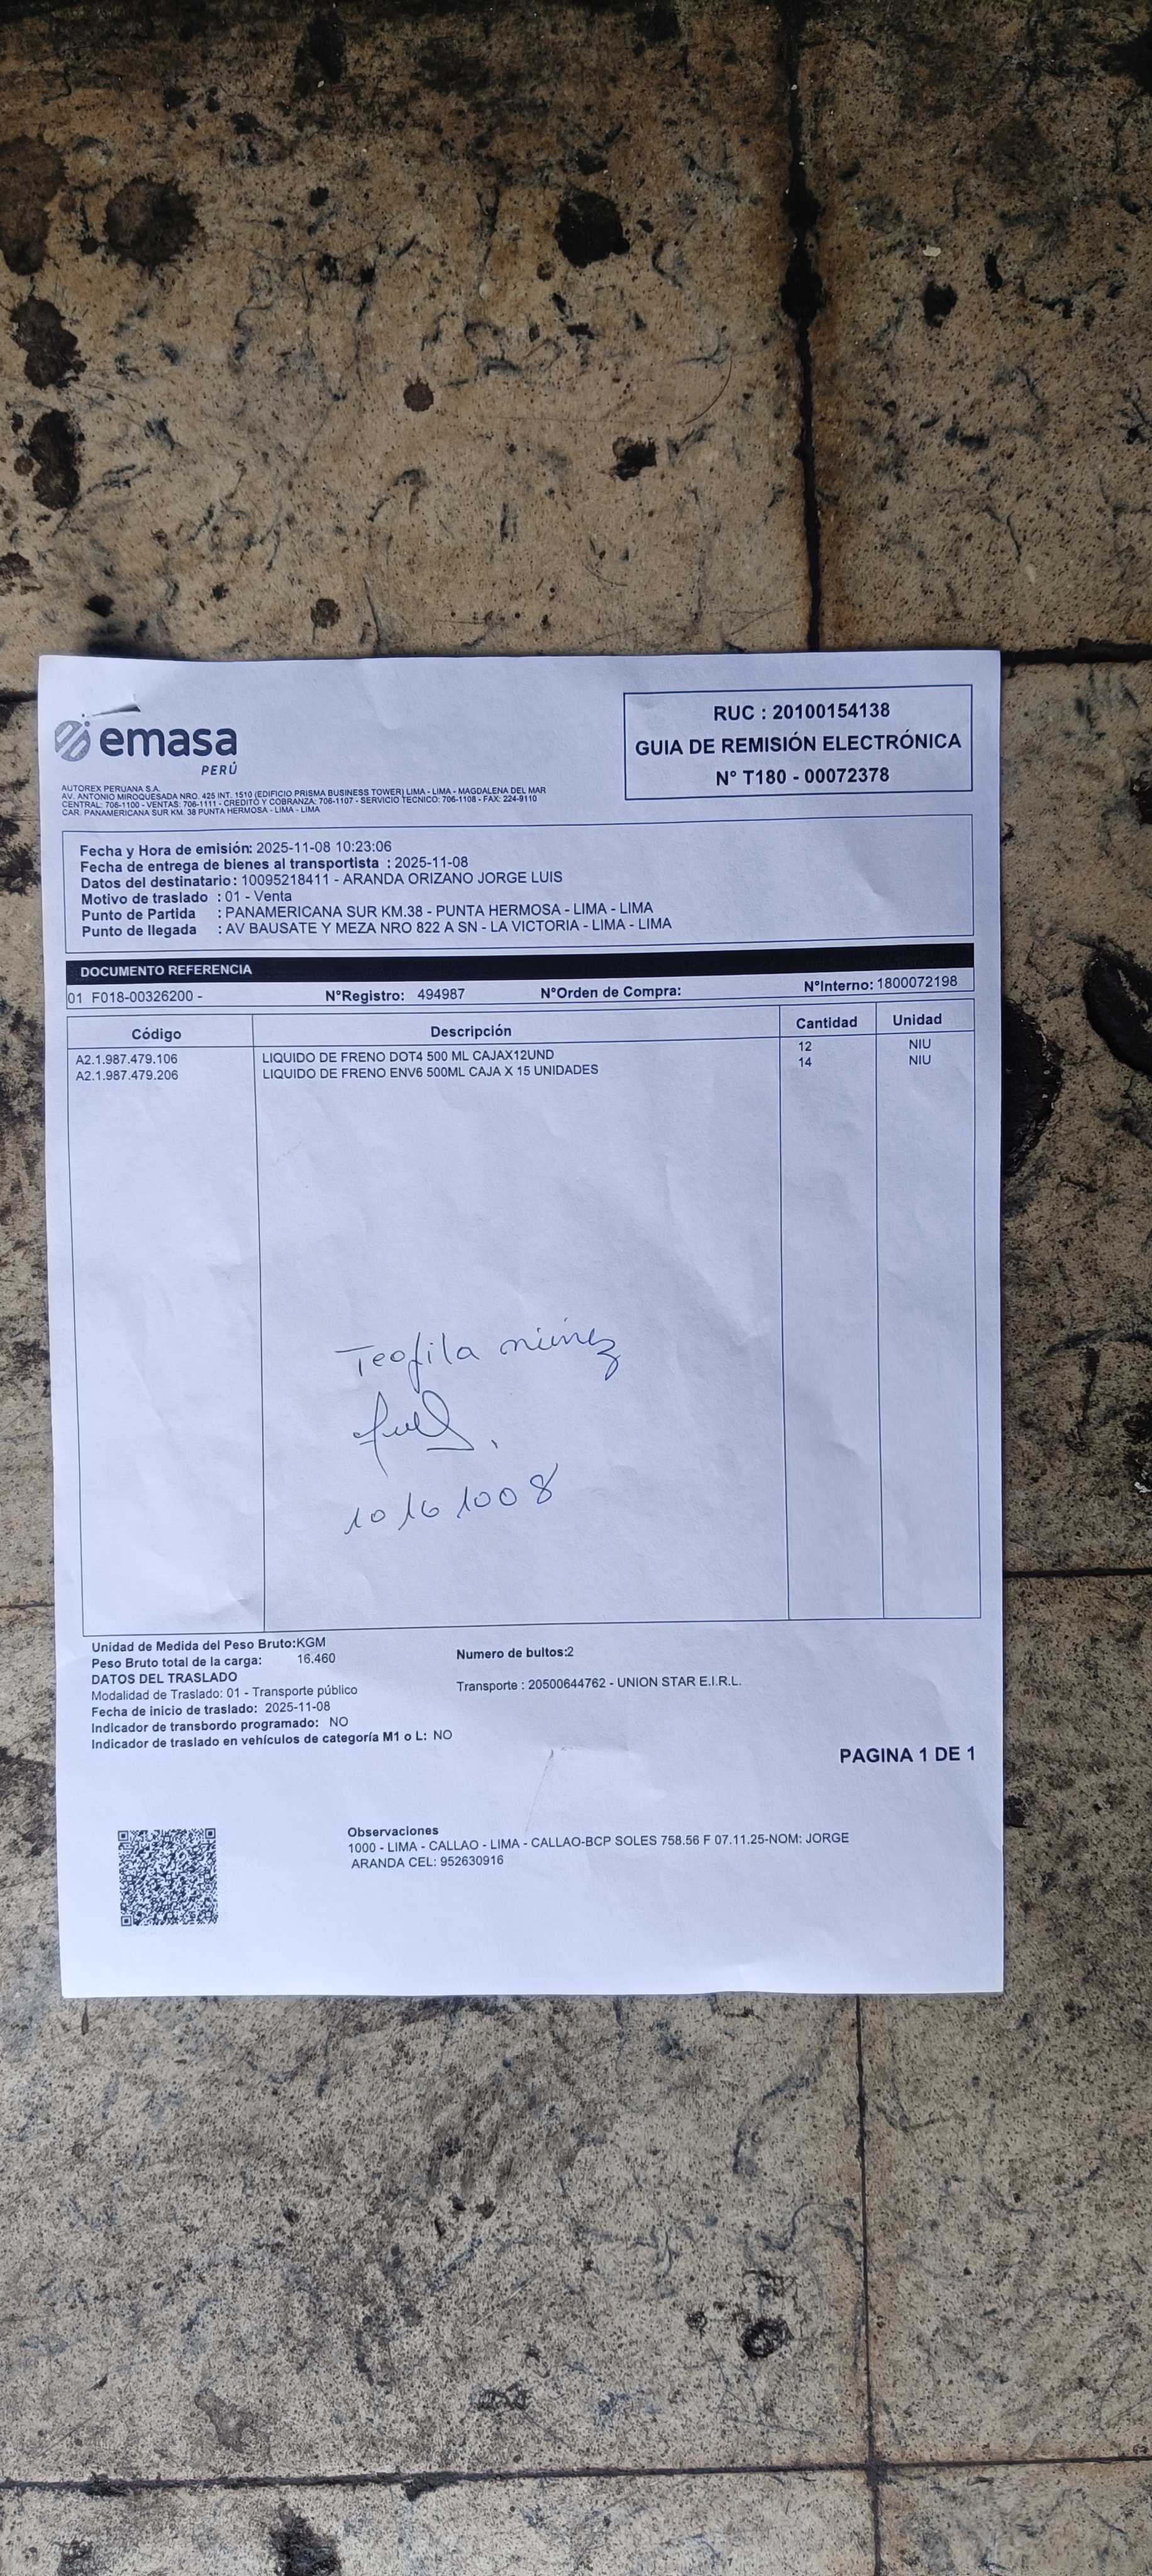 emasa
PERÚ
RUC : 20100154138
GUIA DE REMISIÓN ELECTRÓNICA
N° T180 - 00072378
AUTOREX PERUANA S.A.
AV. ANTONIO MIROQUESADA NRO. 425 INT. 1510 (EDIFICIO PRISMA BUSINESS TOWER) LIMA - LIMA - MAGDALENA DEL MAR
CENTRAL: 706-1100 - VENTAS: 706-1111 - CREDITO Y COBRANZA: 706-1107 - SERVICIO TECNICO: 706-1108 - FAX: 224-9110
CAR. PANAMERICANA SUR KM. 38 PUNTA HERMOSA - LIMA - LIMA
Fecha y Hora de emisión: 2025-11-08 10:23:06
Fecha de entrega de bienes al transportista : 2025-11-08
Datos del destinatario: 10095218411 - ARANDA ORIZANO JORGE LUIS
Motivo de traslado : 01 - Venta
Punto de Partida : PANAMERICANA SUR KM.38 - PUNTA HERMOSA - LIMA - LIMA
Punto de llegada : AV BAUSATE Y MEZA NRO 822 A SN - LA VICTORIA - LIMA - LIMA
DOCUMENTO REFERENCIA
01 F018-00326200 - N°Registro: 494987 N°Orden de Compra: N°Interno: 1800072198
Código Descripción Cantidad Unidad
A2.1.987.479.106 LIQUIDO DE FRENO DOT4 500 ML CAJAX12UND 12 NIU
A2.1.987.479.206 LIQUIDO DE FRENO ENV6 500ML CAJA X 15 UNIDADES 14 NIU
Teofila núñez
10161008
Unidad de Medida del Peso Bruto:KGM
Peso Bruto total de la carga: 16.460 Numero de bultos:2
DATOS DEL TRASLADO
Modalidad de Traslado: 01 - Transporte público Transporte : 20500644762 - UNION STAR E.I.R.L.
Fecha de inicio de traslado: 2025-11-08
Indicador de transbordo programado: NO
Indicador de traslado en vehículos de categoría M1 o L: NO
PAGINA 1 DE 1
Observaciones
1000 - LIMA - CALLAO - LIMA - CALLAO-BCP SOLES 758.56 F 07.11.25-NOM: JORGE
ARANDA CEL: 952630916